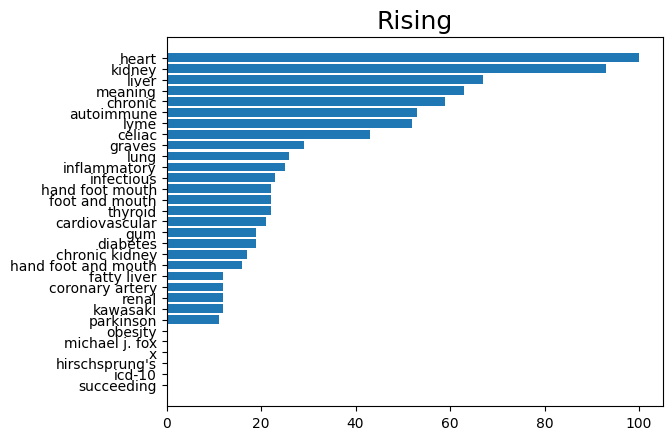 Rising
heart
kidney
liver
meaning
chronic
autoimmune
lyme
celiac
graves
lung
inflammatory
infectious
hand foot mouth
foot and mouth
thyroid
cardiovascular
gum
diabetes
chronic kidney
hand foot and mouth
fatty liver
coronary artery
renal
kawasaki
parkinson
obesity
michael j. fox
x
hirschsprung's
icd-10
succeeding
0 20 40 60 80 100